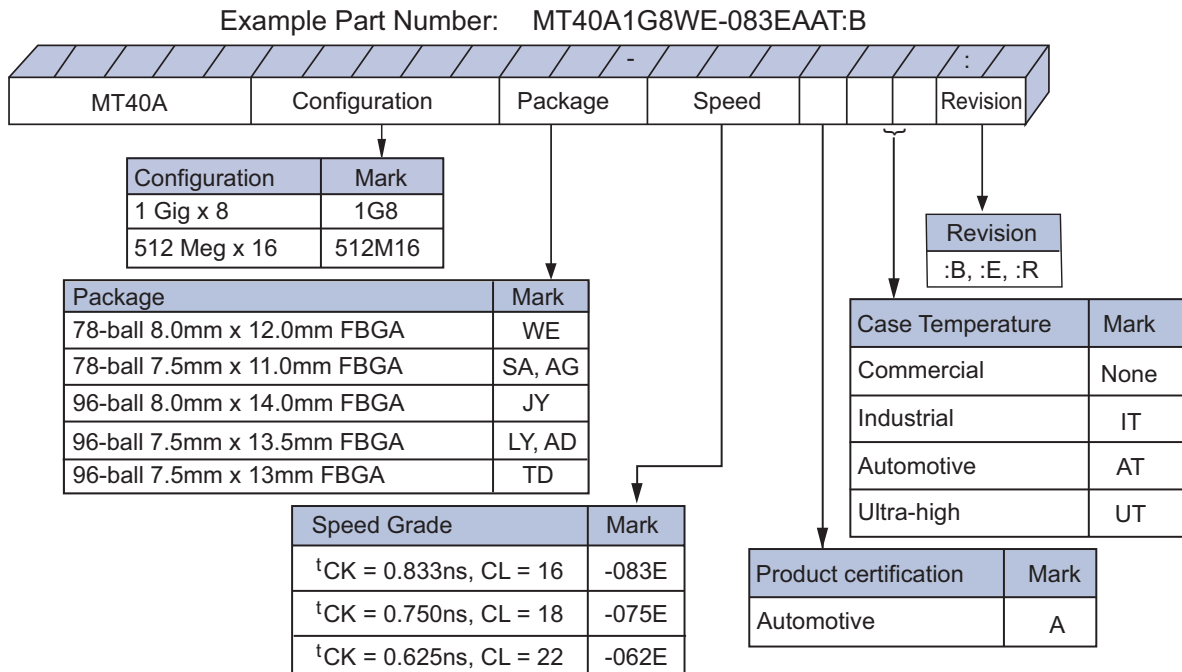 Example Part Number: MT40A1G8WE-083EAAT:B
- :
MT40A Configuration Package Speed Revision
Configuration Mark
1 Gig x 8 1G8
512 Meg x 16 512M16
Package Mark
78-ball 8.0mm x 12.0mm FBGA WE
78-ball 7.5mm x 11.0mm FBGA SA, AG
96-ball 8.0mm x 14.0mm FBGA JY
96-ball 7.5mm x 13.5mm FBGA LY, AD
96-ball 7.5mm x 13mm FBGA TD
Speed Grade Mark
tCK = 0.833ns, CL = 16 -083E
tCK = 0.750ns, CL = 18 -075E
tCK = 0.625ns, CL = 22 -062E
Revision
:B, :E, :R
Case Temperature Mark
Commercial None
Industrial IT
Automotive AT
Ultra-high UT
Product certification Mark
Automotive A